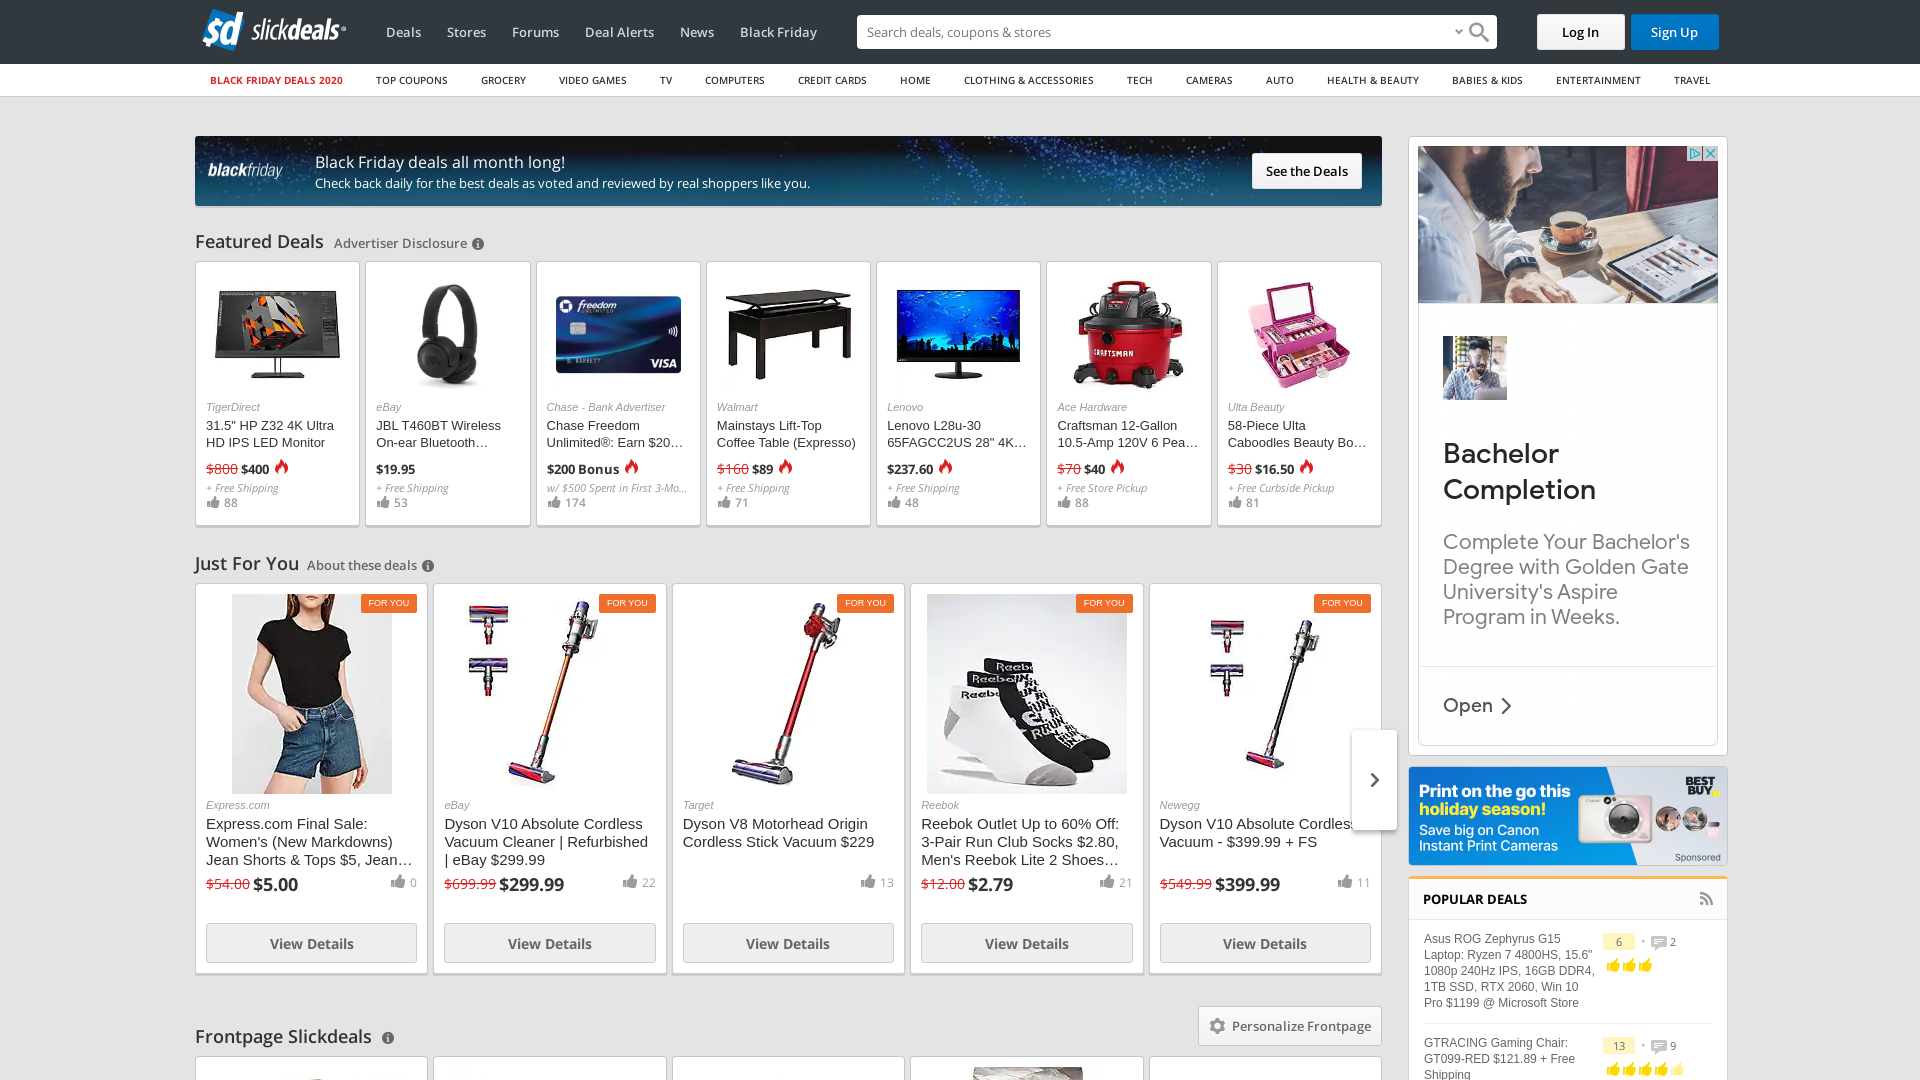 slickdeals
Deals
Stores
Forums
Deal Alerts
News
Black Friday
Search deals, coupons & stores
Log In
Sign Up
BLACK FRIDAY DEALS 2020
TOP COUPONS
GROCERY
VIDEO GAMES
TV
COMPUTERS
CREDIT CARDS
HOME
CLOTHING & ACCESSORIES
TECH
CAMERAS
AUTO
HEALTH & BEAUTY
BABIES & KIDS
ENTERTAINMENT
TRAVEL
blackfriday
Black Friday deals all month long!
Check back daily for the best deals as voted and reviewed by real shoppers like you.
See the Deals
Featured Deals
Advertiser Disclosure
TigerDirect
31.5" HP Z32 4K Ultra
HD IPS LED Monitor
$800 $400
+ Free Shipping
88
eBay
JBL T460BT Wireless
On-ear Bluetooth…
$19.95
+ Free Shipping
53
freedom
UNLIMITED
VISA
Chase - Bank Advertiser
Chase Freedom
Unlimited®: Earn $20…
$200 Bonus
w/ $500 Spent in First 3-Mo...
174
Walmart
Mainstays Lift-Top
Coffee Table (Expresso)
$160 $89
+ Free Shipping
71
Lenovo
Lenovo L28u-30
65FAGCC2US 28" 4K…
$237.60
+ Free Shipping
48
CRAFTSMAN
Ace Hardware
Craftsman 12-Gallon
10.5-Amp 120V 6 Pea…
$70 $40
+ Free Store Pickup
88
Ulta Beauty
58-Piece Ulta
Caboodles Beauty Bo…
$30 $16.50
+ Free Curbside Pickup
81
Just For You
About these deals
FOR YOU
Express.com
Express.com Final Sale:
Women's (New Markdowns)
Jean Shorts & Tops $5, Jean…
$54.00 $5.00
0
View Details
FOR YOU
eBay
Dyson V10 Absolute Cordless
Vacuum Cleaner | Refurbished
| eBay $299.99
$699.99 $299.99
22
View Details
FOR YOU
Target
Dyson V8 Motorhead Origin
Cordless Stick Vacuum $229
13
View Details
FOR YOU
Reebok
Reebok Outlet Up to 60% Off:
3-Pair Run Club Socks $2.80,
Men's Reebok Lite 2 Shoes…
$12.00 $2.79
21
View Details
FOR YOU
Newegg
Dyson V10 Absolute Cordless
Vacuum - $399.99 + FS
$549.99 $399.99
11
View Details
Frontpage Slickdeals
Personalize Frontpage
Bachelor
Completion
Complete Your Bachelor's
Degree with Golden Gate
University's Aspire
Program in Weeks.
Open
Print on the go this
holiday season!
Save big on Canon
Instant Print Cameras
BEST
BUY
Sponsored
POPULAR DEALS
Asus ROG Zephyrus G15
Laptop: Ryzen 7 4800HS, 15.6"
1080p 240Hz IPS, 16GB DDR4,
1TB SSD, RTX 2060, Win 10
Pro $1199 @ Microsoft Store
6
2
GTRACING Gaming Chair:
GT099-RED $121.89 + Free
Shipping
13
9